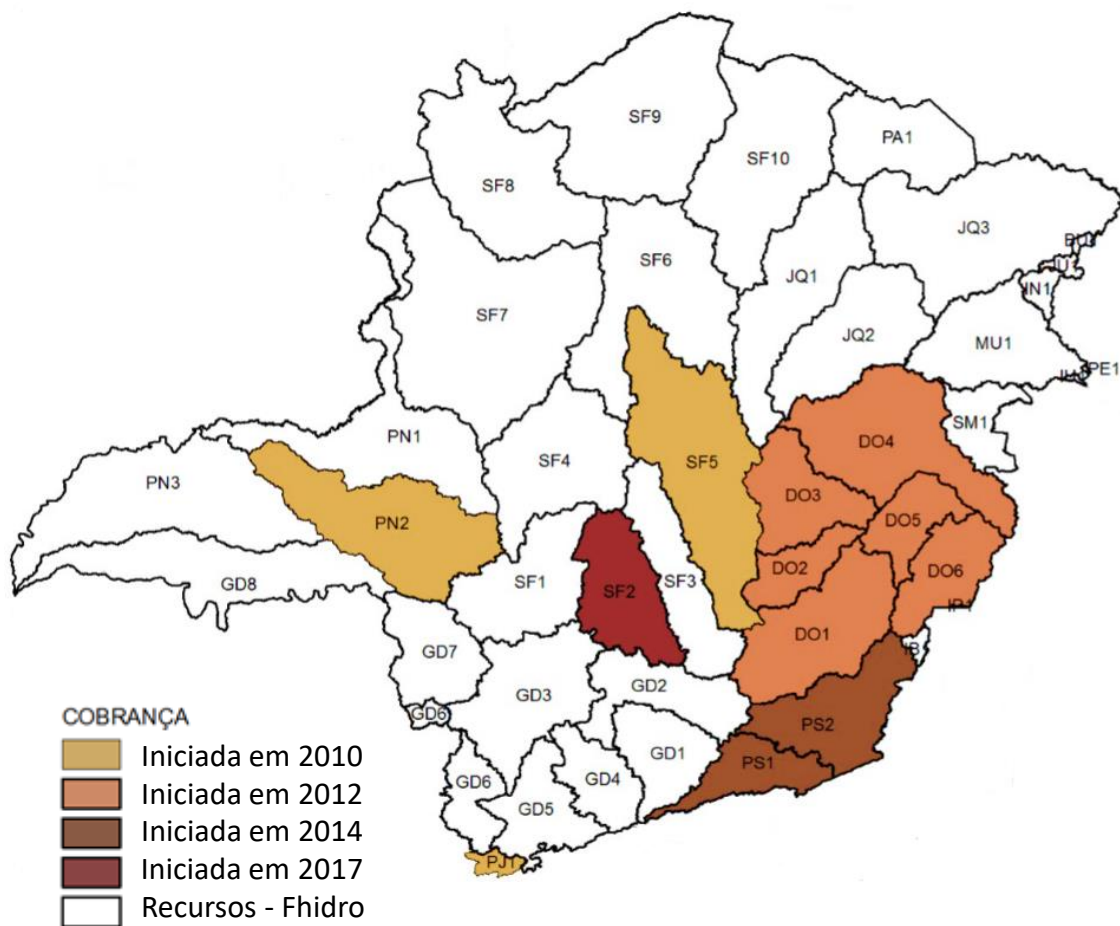 SF9
PA1
SF10
SF8
JQ3
SF6
JQ1
IN1
SF7
JQ2
MU1
PE1
PN1
SM1
DO4
SF4
SF5
PN3
DO3
PN2
DO5
DO2
DO6
SF1
SF3
GD8
SF2
DO1
GD7
GD2
GD3
GD6
PS2
GD1
PS1
GD6
GD4
GD5
PJ1
COBRANÇA
Iniciada em 2010
Iniciada em 2012
Iniciada em 2014
Iniciada em 2017
Recursos - Fhidro